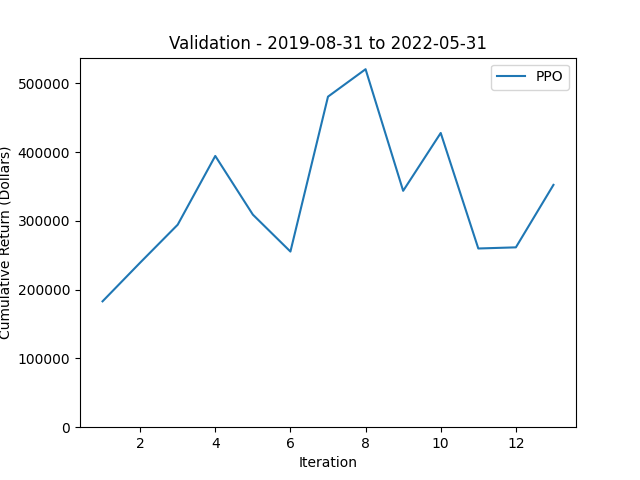 Validation - 2019-08-31 to 2022-05-31
PPO
Cumulative Return (Dollars)
500000
400000
300000
200000
100000
0
2 4 6 8 10 12
Iteration